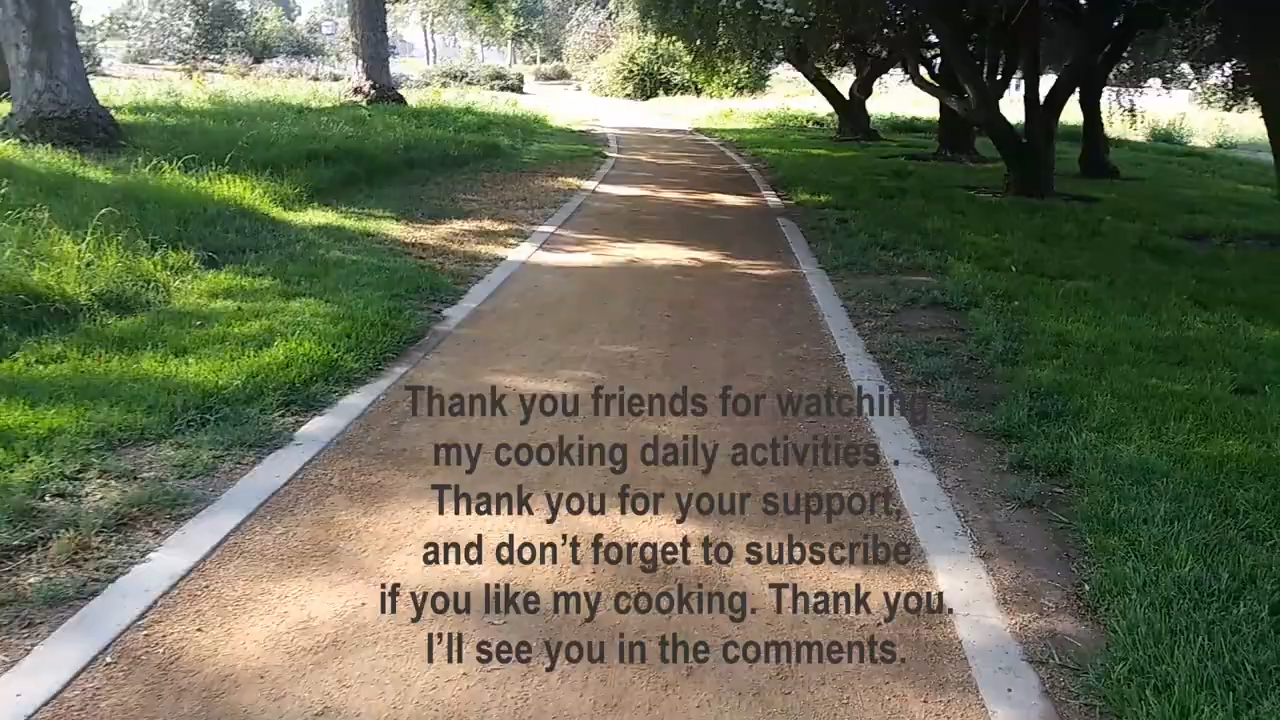 Thank you friends for watching
my cooking daily activities .
Thank you for your support.
and don’t forget to subscribe
if you like my cooking. Thank you.
I’ll see you in the comments.